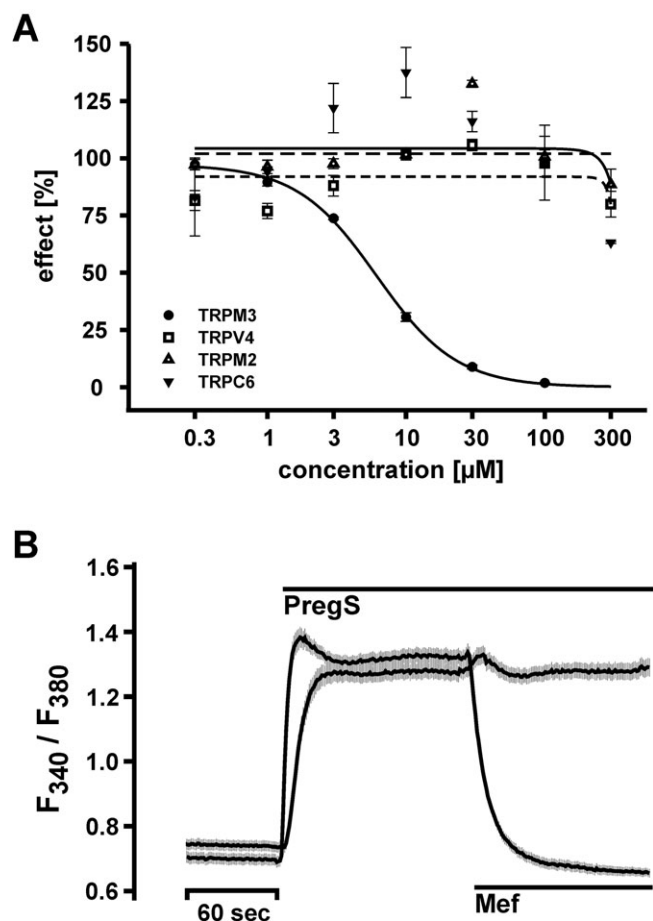 A
150
125
100
75
50
25
0
effect [%]
TRPM3
TRPV4
TRPM2
TRPC6
0.3 1 3 10 30 100 300
concentration [µM]
B
1.6
1.4
1.2
1.0
0.8
0.6
F340 / F380
PregS
60 sec
Mef